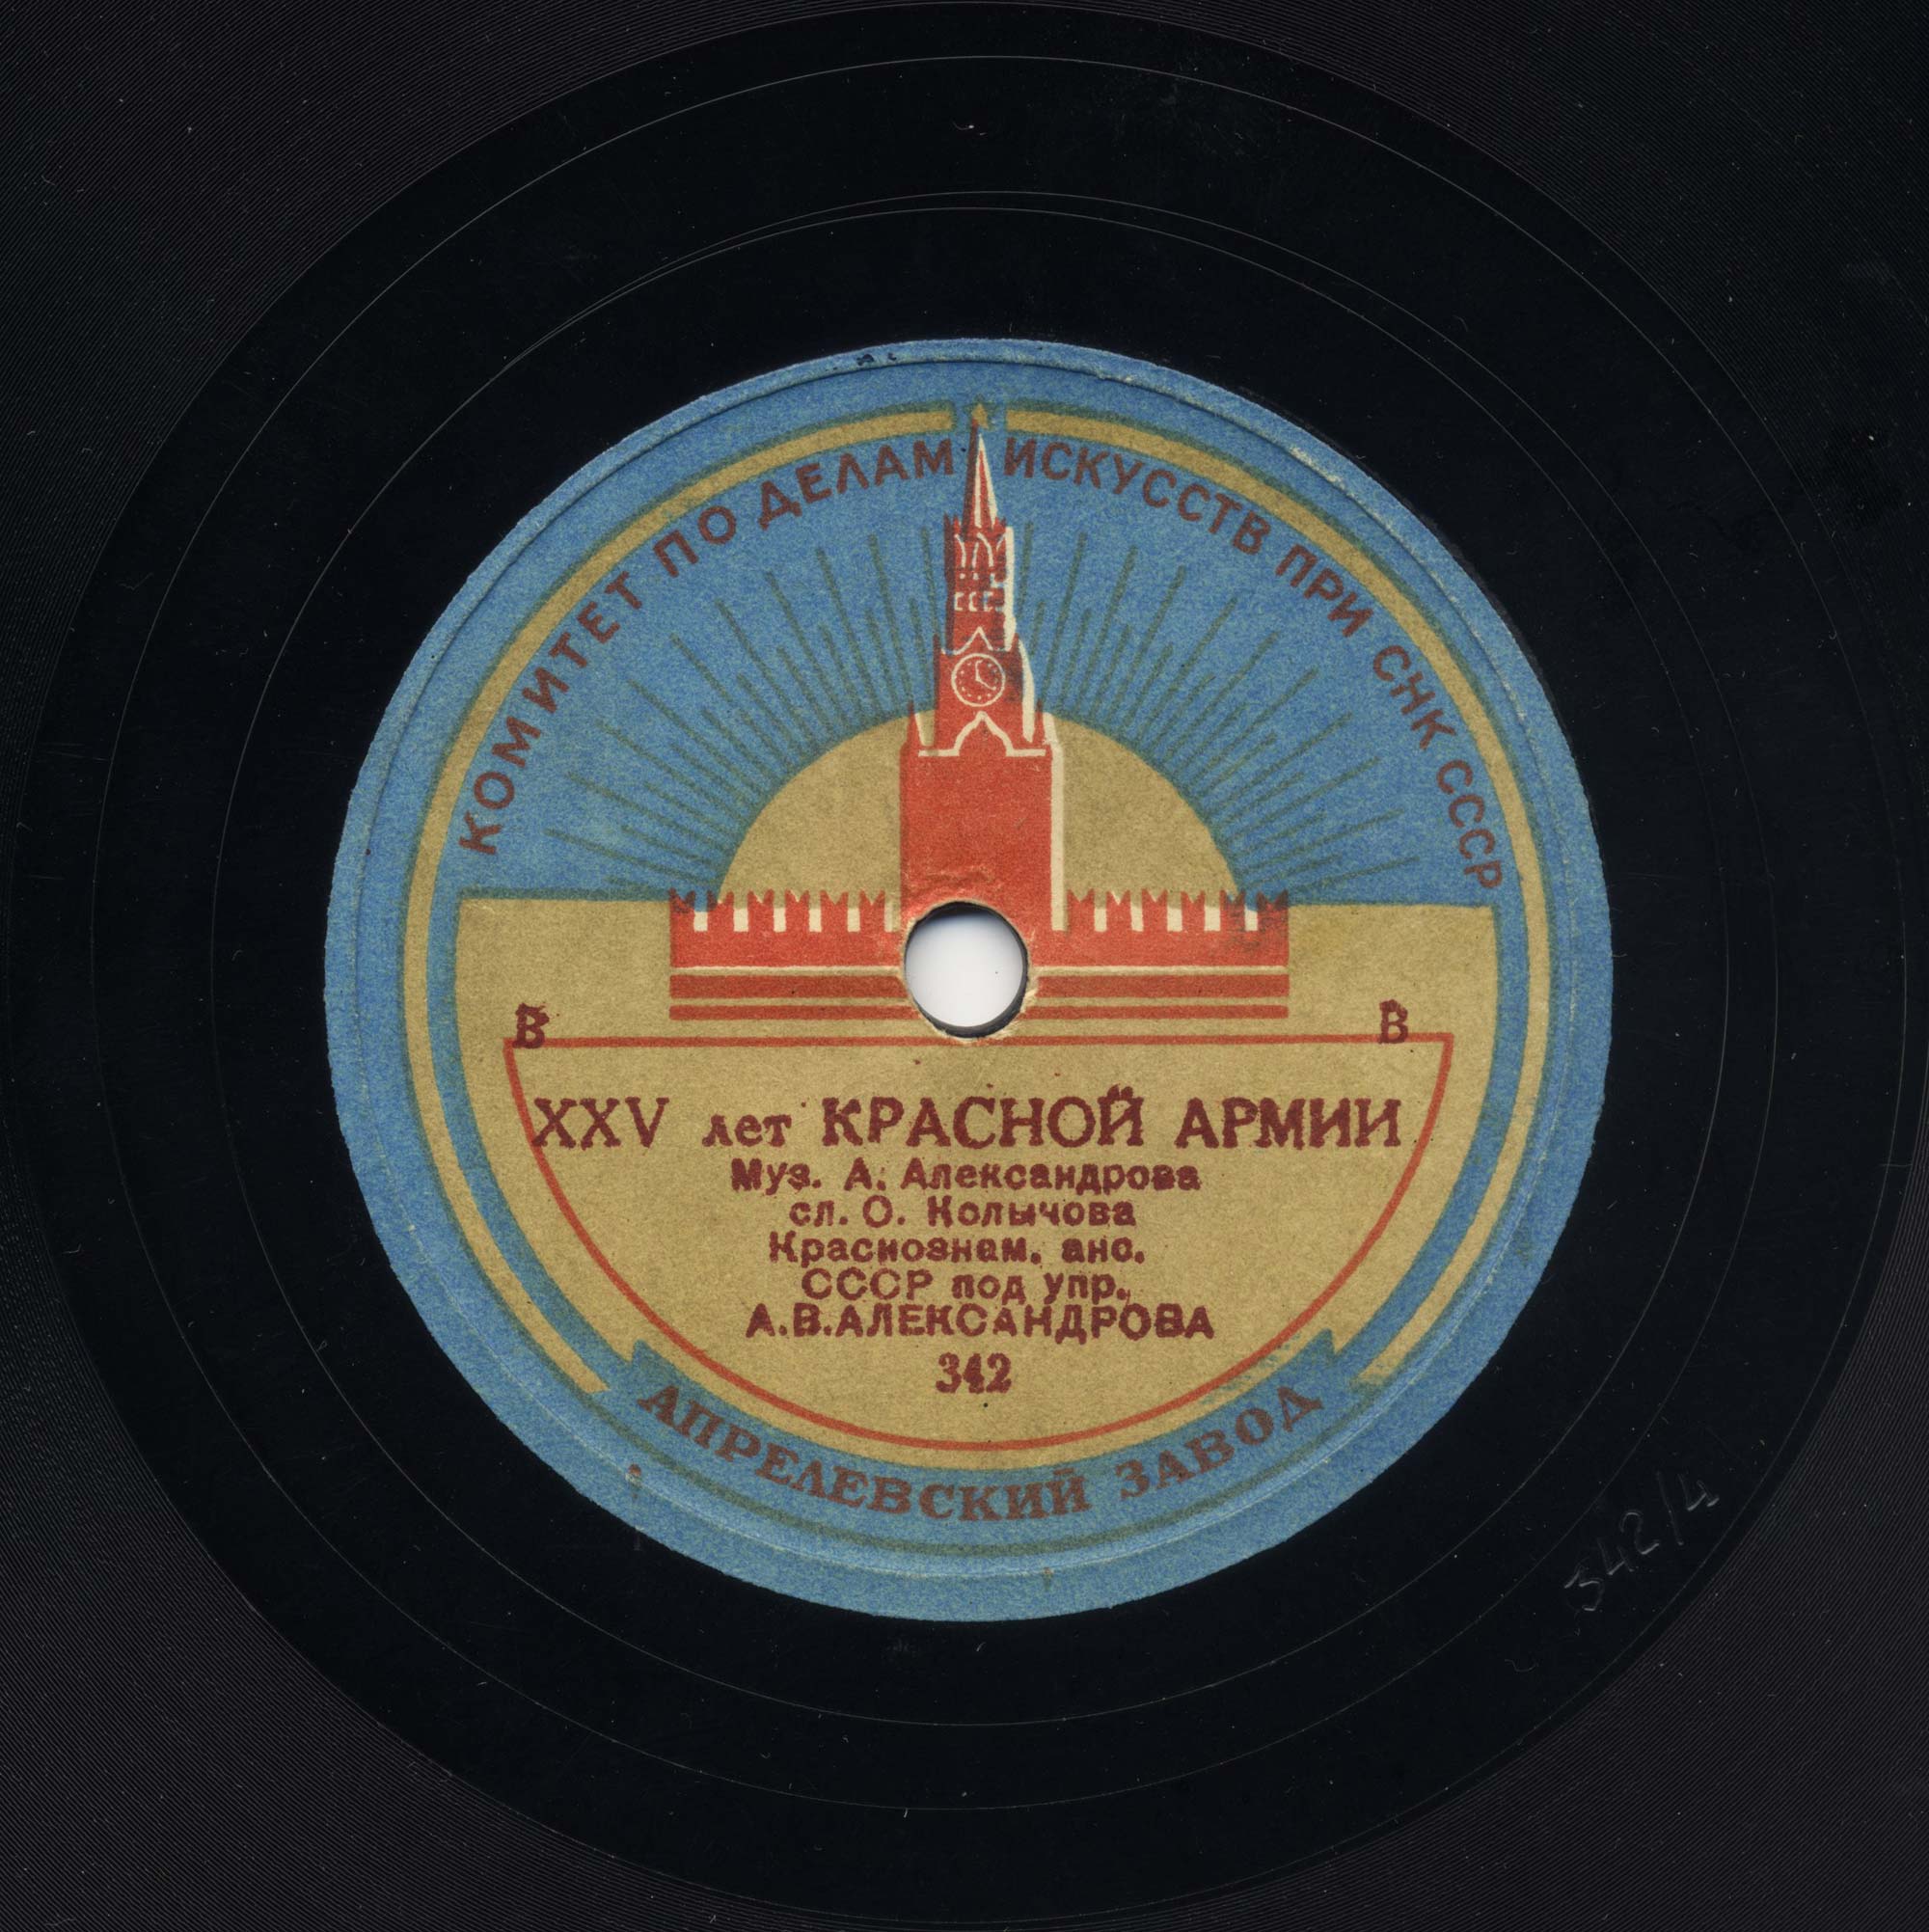 КОМИТЕТ ПО ДЕЛАМ ИСКУССТВ ПРИ СНК СССР
В В
XXV лет КРАСНОЙ АРМИИ
Муз. А. Александрова
сл. О. Колычова
Краснознам. анс.
СССР под упр.
А.В.АЛЕКСАНДРОВА
342
АПРЕЛЕВСКИЙ ЗАВОД
342/4